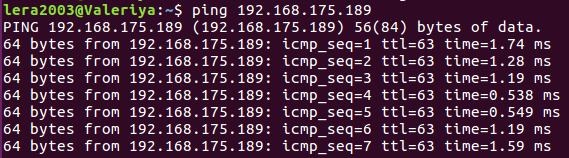 lera2003@Valeriya:~$ ping 192.168.175.189
PING 192.168.175.189 (192.168.175.189) 56(84) bytes of data.
64 bytes from 192.168.175.189: icmp_seq=1 ttl=63 time=1.74 ms
64 bytes from 192.168.175.189: icmp_seq=2 ttl=63 time=1.28 ms
64 bytes from 192.168.175.189: icmp_seq=3 ttl=63 time=1.19 ms
64 bytes from 192.168.175.189: icmp_seq=4 ttl=63 time=0.538 ms
64 bytes from 192.168.175.189: icmp_seq=5 ttl=63 time=0.549 ms
64 bytes from 192.168.175.189: icmp_seq=6 ttl=63 time=1.19 ms
64 bytes from 192.168.175.189: icmp_seq=7 ttl=63 time=1.59 ms